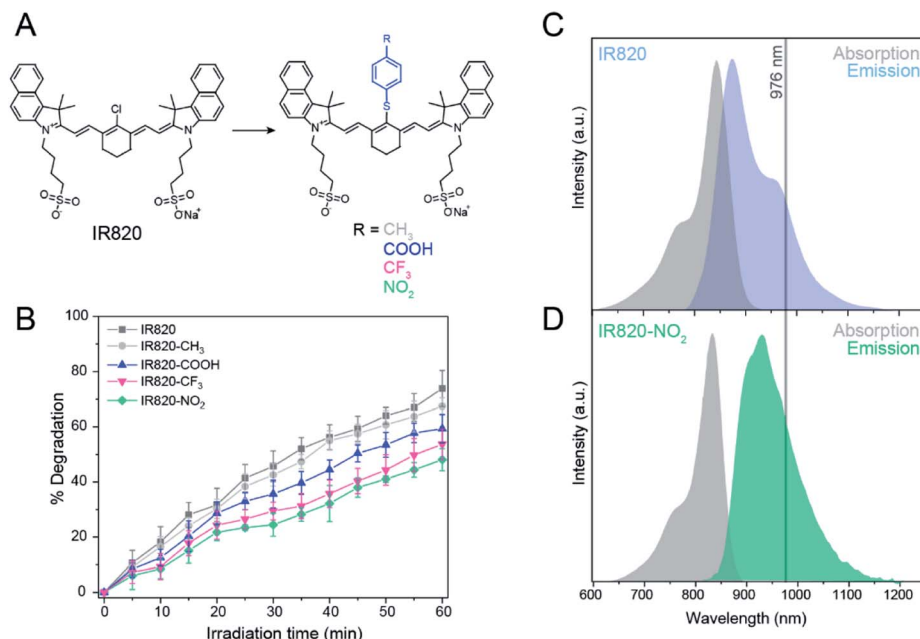 A
R
Cl
S
N⁺
N
N⁺
N
O=S=O
O⁻
O=S=O
ONa⁺
O=S=O
O⁻
O=S=O
ONa⁺
IR820
R = CH₃
COOH
CF₃
NO₂
B
% Degradation
100
80
60
40
20
0
IR820
IR820-CH₃
IR820-COOH
IR820-CF₃
IR820-NO₂
0 10 20 30 40 50 60
Irradiation time (min)
C
IR820
976 nm
Absorption
Emission
Intensity (a.u.)
D
IR820-NO₂
Absorption
Emission
Intensity (a.u.)
600 700 800 900 1000 1100 1200
Wavelength (nm)